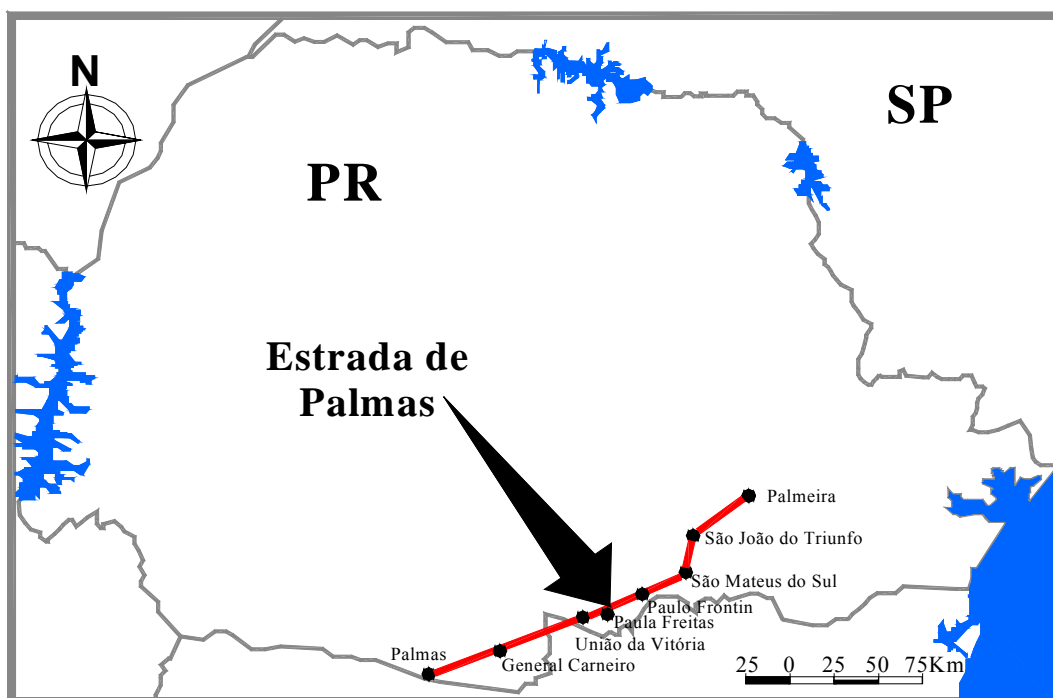 N
SP
PR
Estrada de
Palmas
Palmeira
São João do Triunfo
São Mateus do Sul
Paulo Frontin
Paula Freitas
União da Vitória
Palmas
General Carneiro
25 0 25 50 75Km